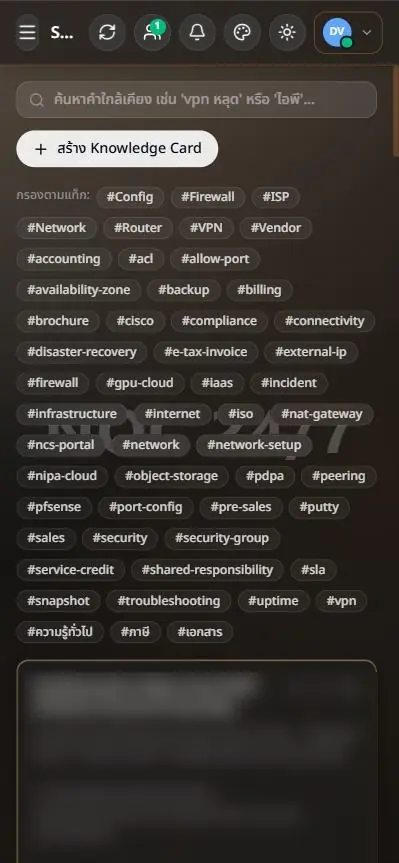 S...
1
DV
ค้นหาคำใกล้เคียง เช่น 'vpn หลุด' หรือ 'ไอพี'...
+ สร้าง Knowledge Card
กรองตามแท็ก: #Config #Firewall #ISP
#Network #Router #VPN #Vendor
#accounting #acl #allow-port
#availability-zone #backup #billing
#brochure #cisco #compliance #connectivity
#disaster-recovery #e-tax-invoice #external-ip
#firewall #gpu-cloud #iaas #incident
#infrastructure #internet #iso #nat-gateway
#ncs-portal #network #network-setup
#nipa-cloud #object-storage #pdpa #peering
#pfsense #port-config #pre-sales #putty
#sales #security #security-group
#service-credit #shared-responsibility #sla
#snapshot #troubleshooting #uptime #vpn
#ความรู้ทั่วไป #ภาษี #เอกสาร